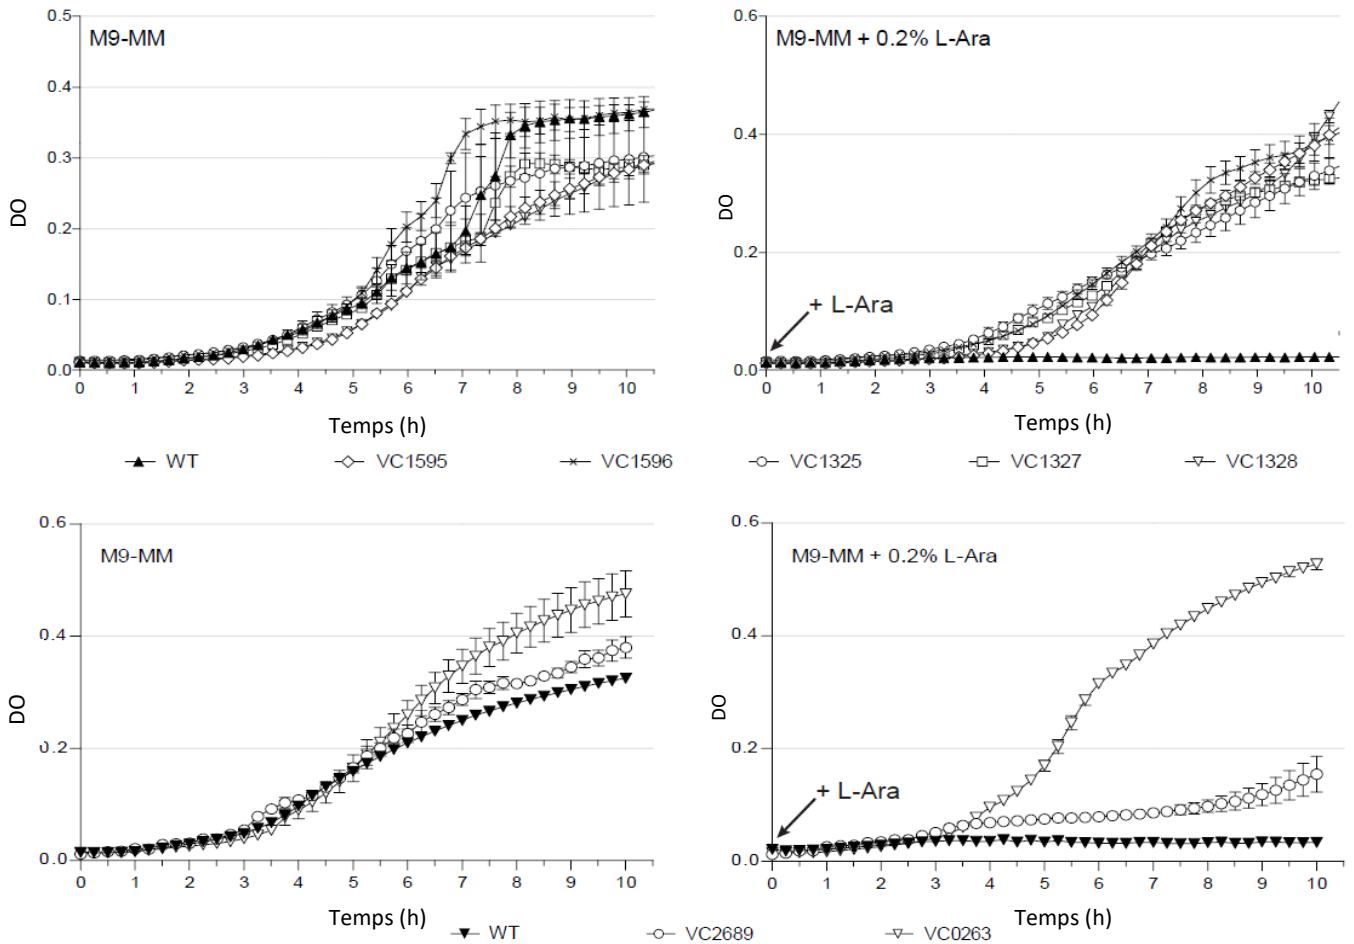 M9-MM
0.5
0.4
0.3
0.2
0.1
0.0
DO
0 1 2 3 4 5 6 7 8 9 10
Temps (h)
M9-MM + 0.2% L-Ara
0.6
0.4
0.2
0.0
DO
+ L-Ara
0 1 2 3 4 5 6 7 8 9 10
Temps (h)
WT VC1595 VC1596 VC1325 VC1327 VC1328
M9-MM
0.6
0.4
0.2
0.0
DO
0 1 2 3 4 5 6 7 8 9 10
Temps (h)
M9-MM + 0.2% L-Ara
0.6
0.4
0.2
0.0
DO
+ L-Ara
0 1 2 3 4 5 6 7 8 9 10
Temps (h)
WT VC2689 VC0263